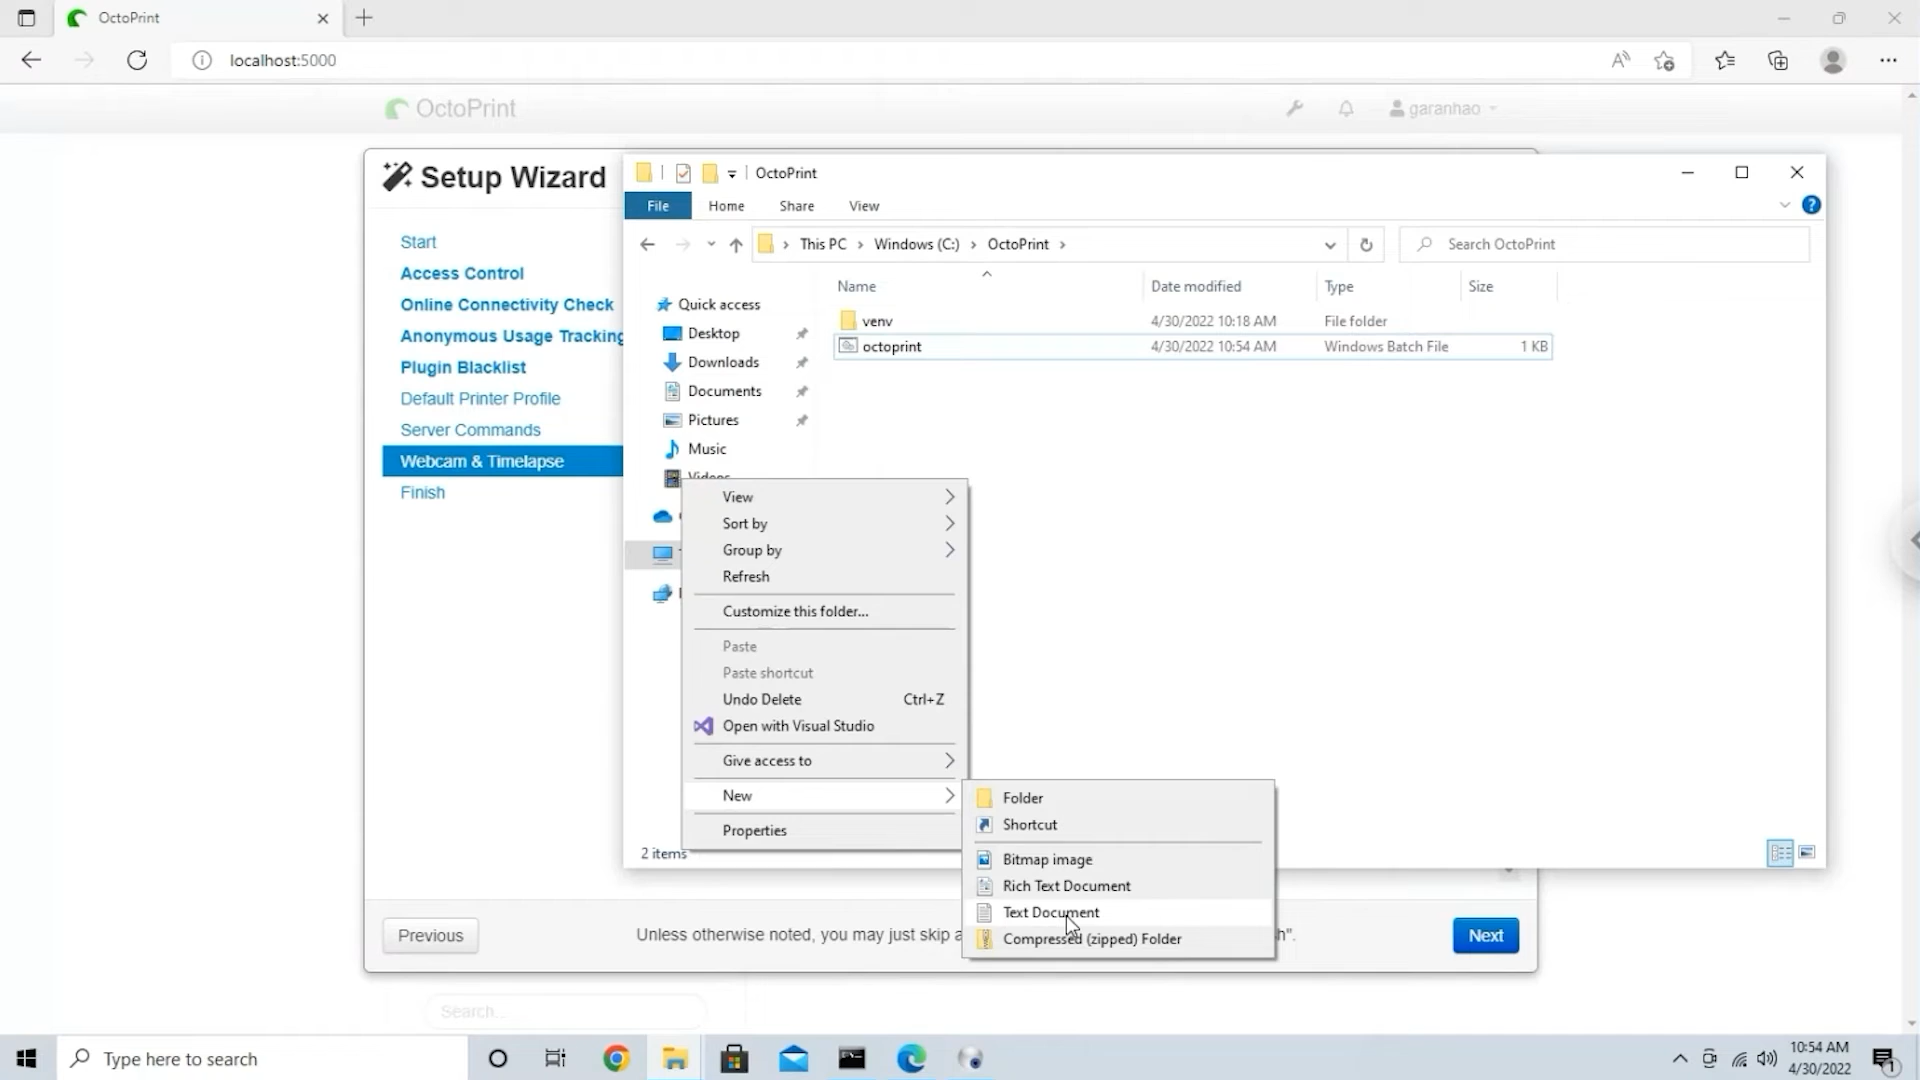 OctoPrint
localhost:5000
OctoPrint
garanhao
Setup Wizard
Start
Access Control
Online Connectivity Check
Anonymous Usage Tracking
Plugin Blacklist
Default Printer Profile
Server Commands
Webcam & Timelapse
Finish
OctoPrint
File Home Share View
This PC > Windows (C:) > OctoPrint >
Search OctoPrint
Name Date modified Type Size
venv 4/30/2022 10:18 AM File folder
octoprint 4/30/2022 10:54 AM Windows Batch File 1 KB
Quick access
Desktop
Downloads
Documents
Pictures
Music
Videos
View
Sort by
Group by
Refresh
Customize this folder...
Paste
Paste shortcut
Undo Delete Ctrl+Z
Open with Visual Studio
Give access to
New
Properties
Folder
Shortcut
Bitmap image
Rich Text Document
Text Document
Compressed (zipped) Folder
2 items
Previous
Unless otherwise noted, you may just skip
Next
Search...
Type here to search
10:54 AM
4/30/2022
1